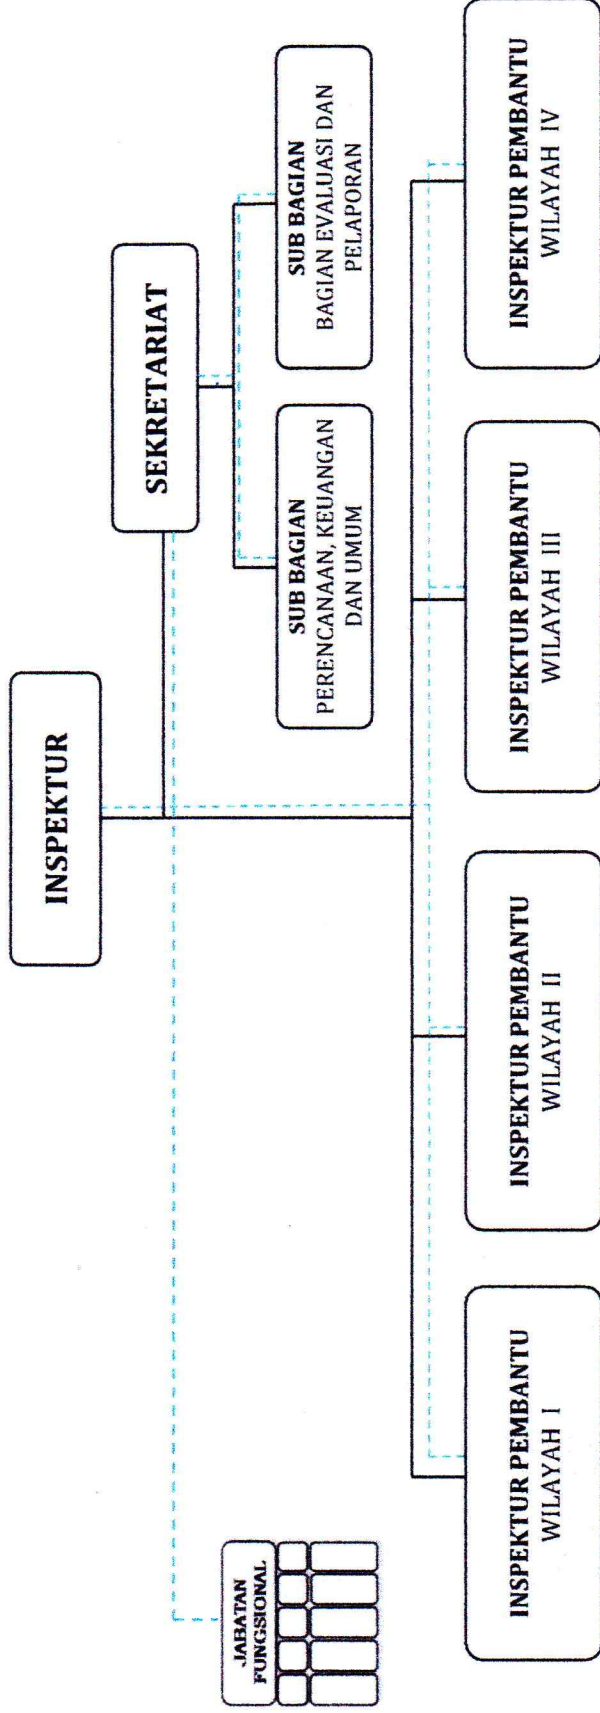 INSPEKTUR
SEKRETARIAT
JABATAN
FUNGSIONAL
SUB BAGIAN
PERENCANAAN, KEUANGAN
DAN UMUM
SUB BAGIAN
BAGIAN EVALUASI DAN
PELAPORAN
INSPEKTUR PEMBANTU
WILAYAH I
INSPEKTUR PEMBANTU
WILAYAH II
INSPEKTUR PEMBANTU
WILAYAH III
INSPEKTUR PEMBANTU
WILAYAH IV